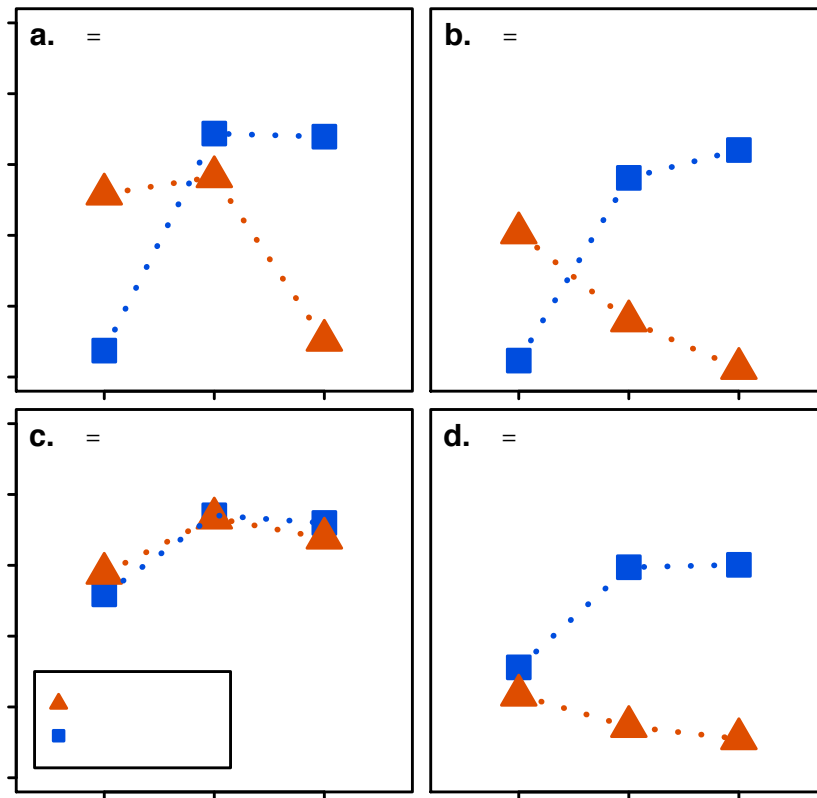 a. =
b. =
c. =
d. =